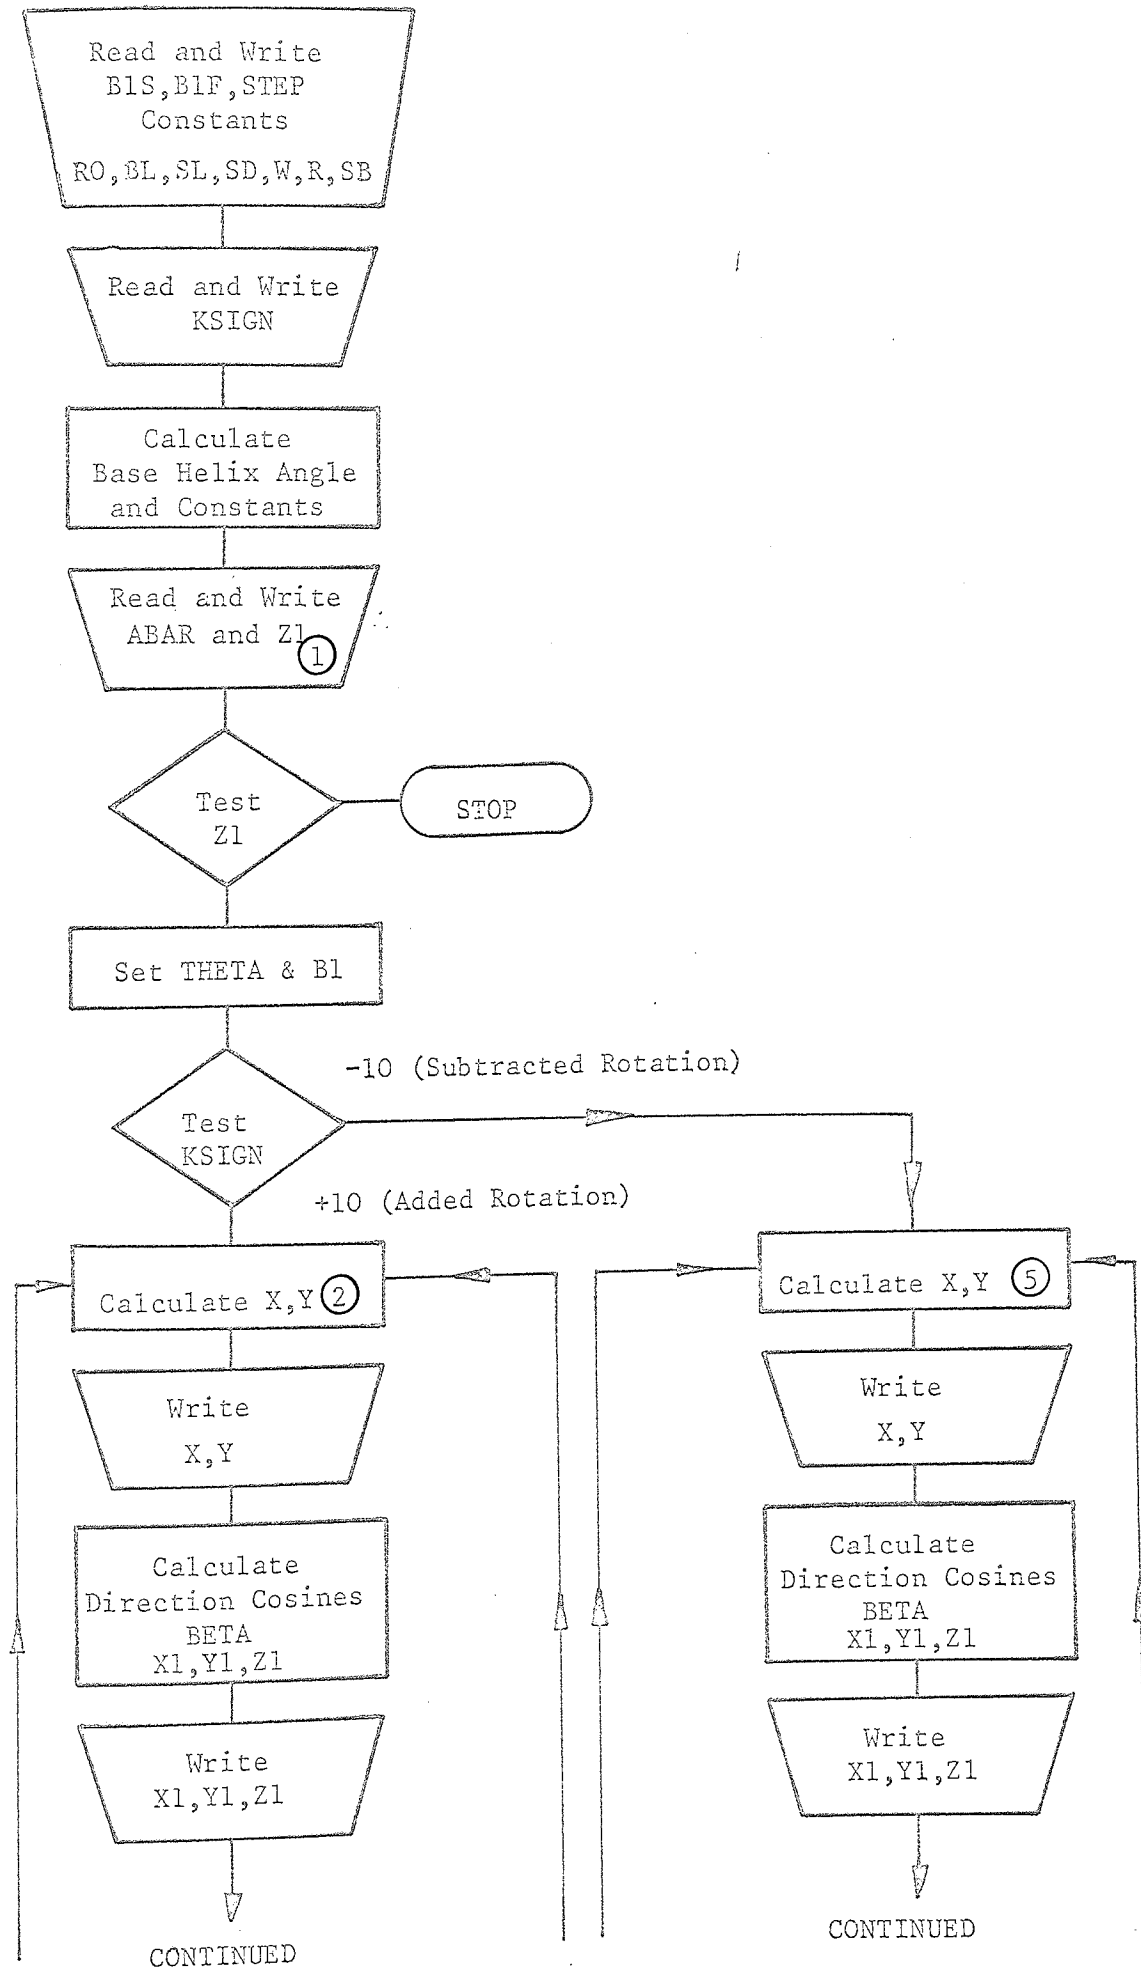 Read and Write
B1S,B1F,STEP
Constants
RO,BL,SL,SD,W,R,SB
Read and Write
KSIGN
Calculate
Base Helix Angle
and Constants
Read and Write
ABAR and Z1
1
Test
Z1
STOP
Set THETA & B1
-10 (Subtracted Rotation)
Test
KSIGN
+10 (Added Rotation)
Calculate X,Y 2
Write
X,Y
Calculate
Direction Cosines
BETA
X1,Y1,Z1
Write
X1,Y1,Z1
CONTINUED
Calculate X,Y 5
Write
X,Y
Calculate
Direction Cosines
BETA
X1,Y1,Z1
Write
X1,Y1,Z1
CONTINUED